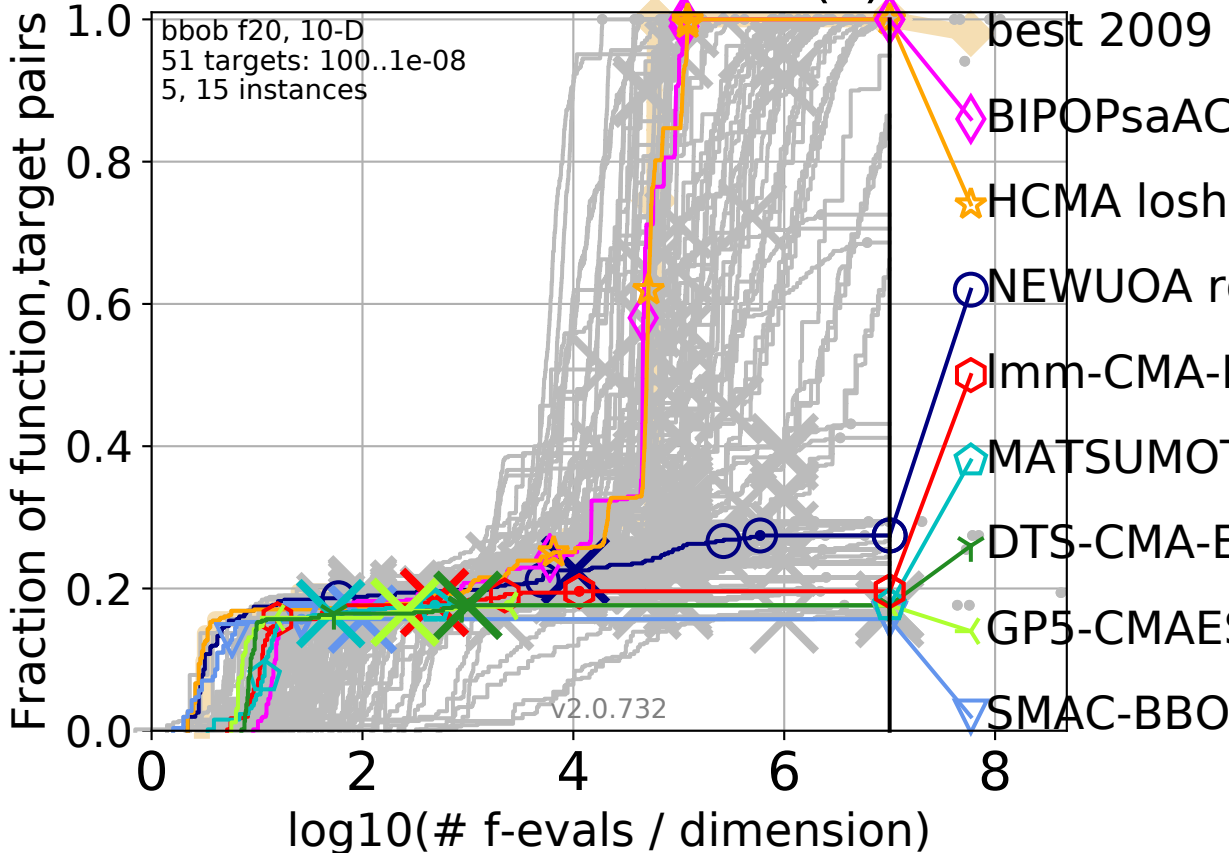 bbob f20, 10-D
51 targets: 100..1e-08
5, 15 instances
Fraction of function,target pairs
1.0
0.8
0.6
0.4
0.2
0.0
0 2 4 6 8
log10(# f-evals / dimension)
v2.0.732
best 2009
BIPOPsaAC
HCMA losh
NEWUOA ro
lmm-CMA-
MATSUMOT
DTS-CMA-E
GP5-CMAES
SMAC-BBO